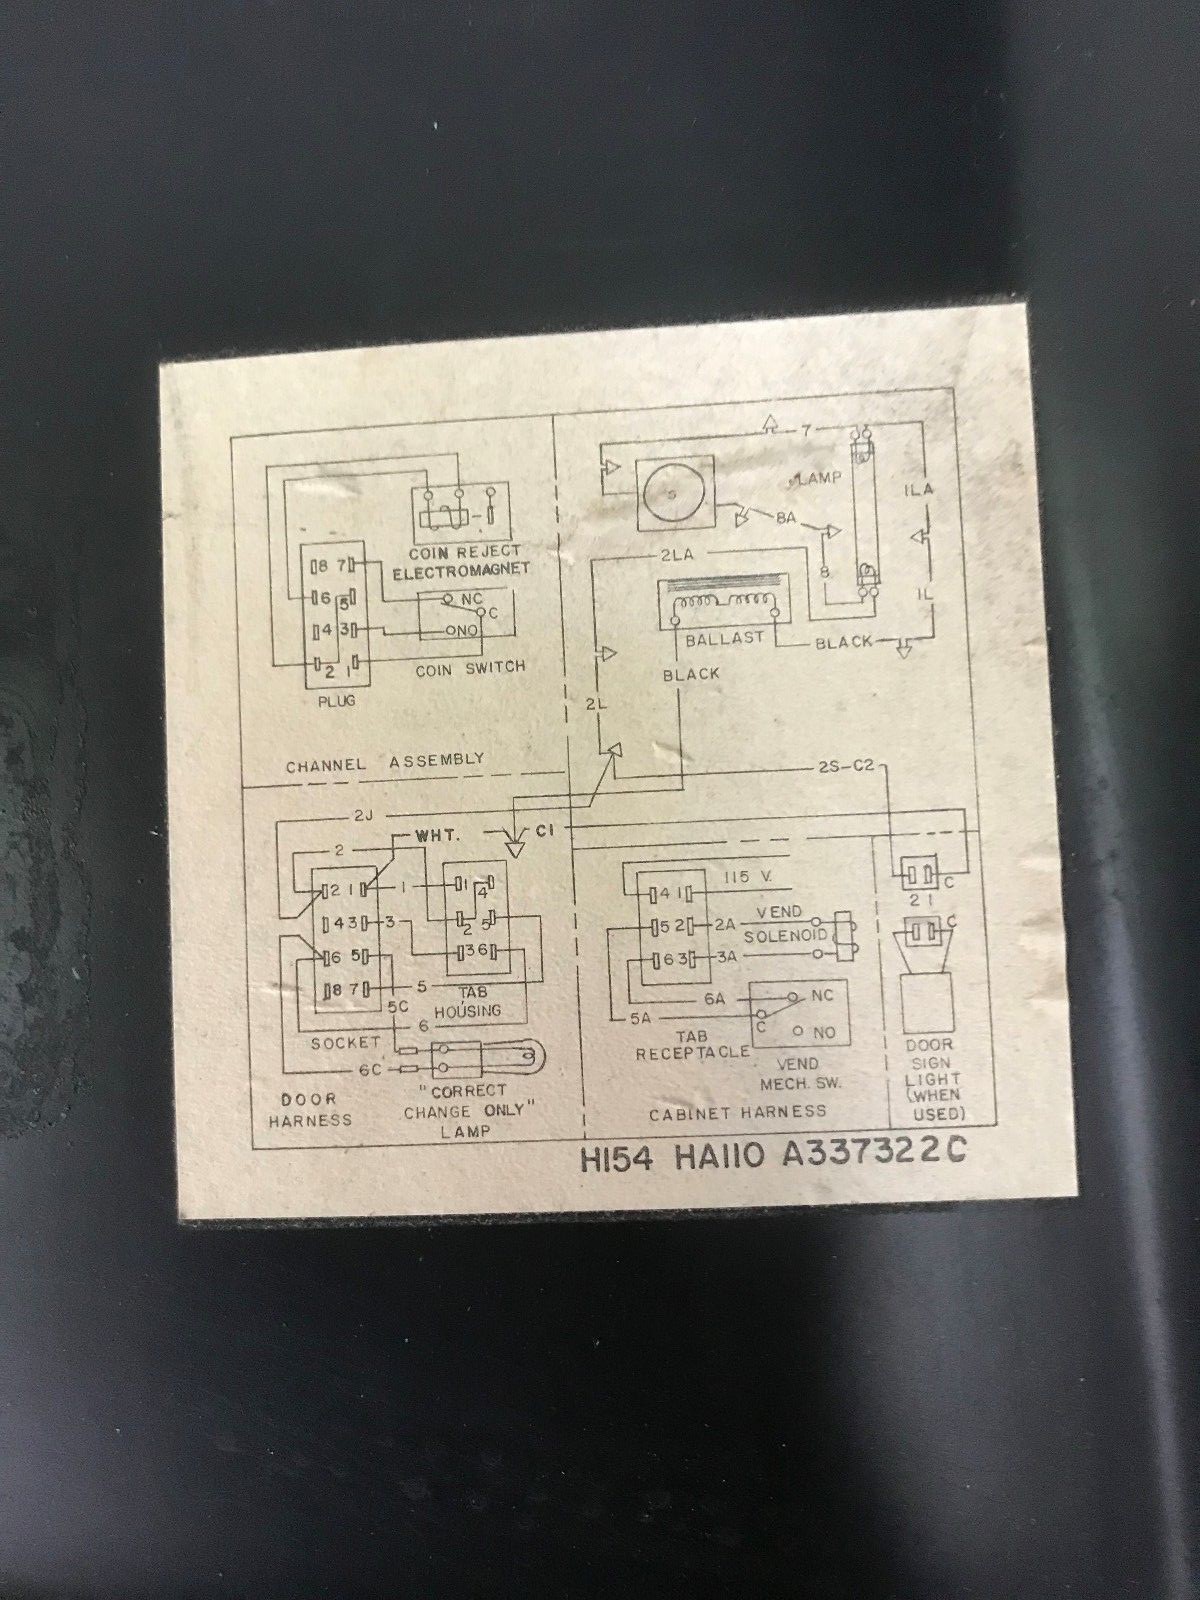 7
LAMP
1LA
8A
S
2LA
8
1L
COIN REJECT
ELECTROMAGNET
8 7
6 5
4 3
2 1
PLUG
NC
C
NO
COIN SWITCH
BALLAST
BLACK
BLACK
2L
CHANNEL ASSEMBLY
2S-C2
2J
WHT.
C1
2
2 1
1
1 4
4 3
3
2 5
6 5
3 6
8 7
5
5C
TAB
HOUSING
6
SOCKET
6C
DOOR
HARNESS
"CORRECT
CHANGE ONLY"
LAMP
115 V.
4 1
5 2
2A
VEND
SOLENOID
6 3
3A
6A
NC
5A
C
NO
TAB
RECEPTACLE
VEND
MECH. SW.
CABINET HARNESS
C
2 1
C
DOOR
SIGN
LIGHT
(WHEN
USED)
H154 HA110 A337322C